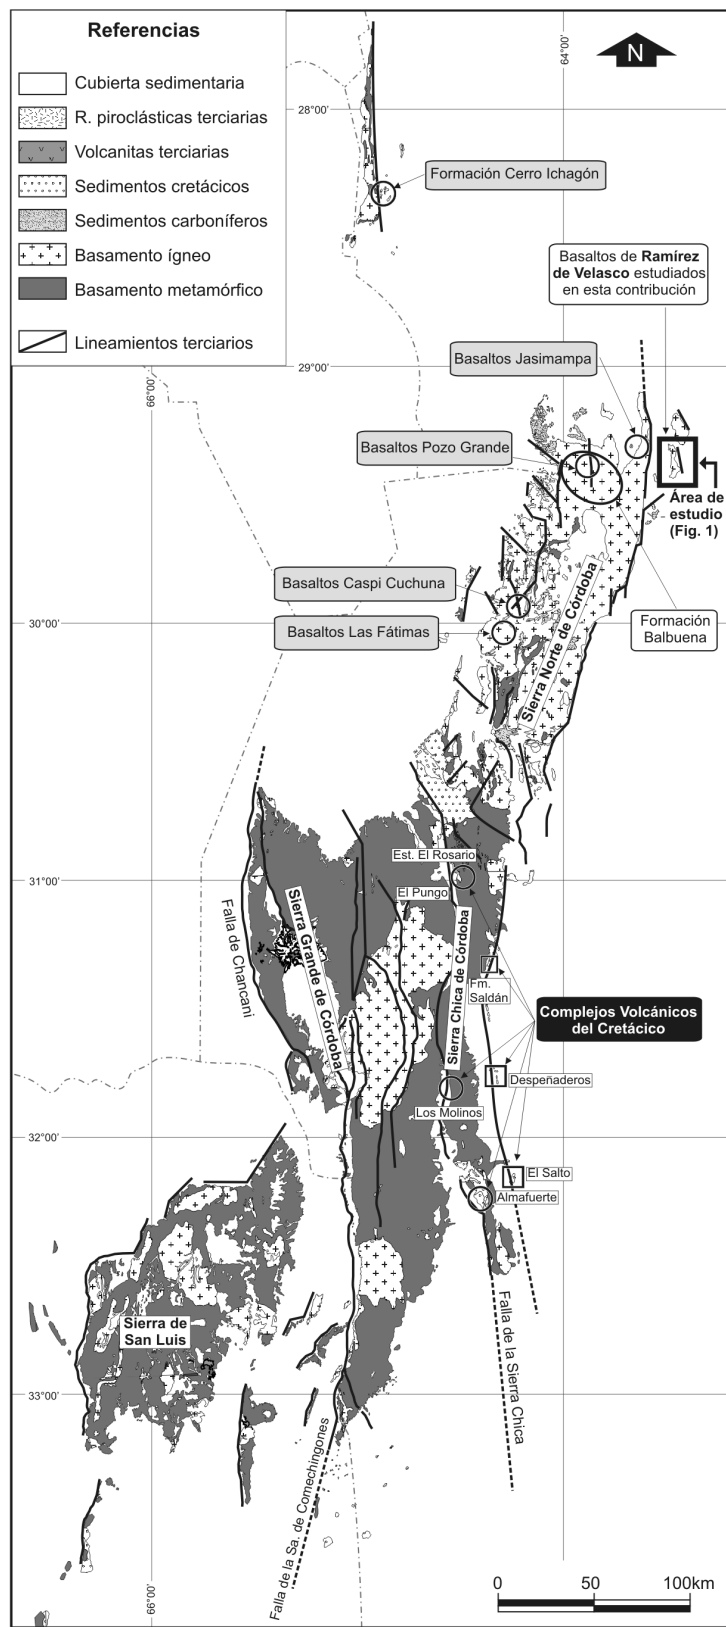 Referencias
Cubierta sedimentaria
R. piroclásticas terciarias
Volcanitas terciarias
Sedimentos cretácicos
Sedimentos carboníferos
Basamento ígneo
Basamento metamórfico
Lineamientos terciarios
64°00'
N
28°00'
Formación Cerro Ichagón
Basaltos de Ramírez
de Velasco estudiados
en esta contribución
Basaltos Jasimampa
29°00'
66°00'
Basaltos Pozo Grande
Área de
estudio
(Fig. 1)
Basaltos Caspi Cuchuna
Basaltos Las Fátimas
30°00'
Sierra Norte de Córdoba
Formación
Balbuena
Est. El Rosario
31°00'
El Pungo
Falla de Chancani
Sierra Grande de Córdoba
Sierra Chica de Córdoba
Fm.
Saldán
Complejos Volcánicos
del Cretácico
Despeñaderos
Los Molinos
32°00'
El Salto
Almafuerte
Sierra de
San Luis
Falla de la Sierra Chica
33°00'
Falla de la Sa. de Comechingones
66°00'
0 50 100km